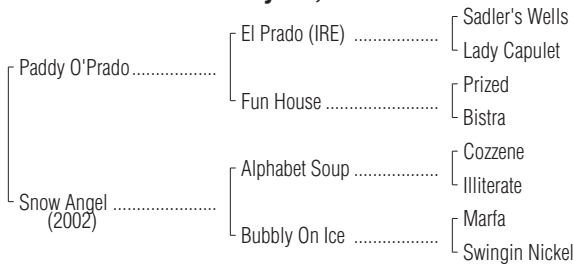 Sadler's Wells
El Prado (IRE) ..................
Lady Capulet
Paddy O'Prado..................
Prized
Fun House ........................
Bistra
Cozzene
Alphabet Soup ..................
Illiterate
Snow Angel ......................
(2002)
Marfa
Bubbly On Ice ..................
Swingin Nickel